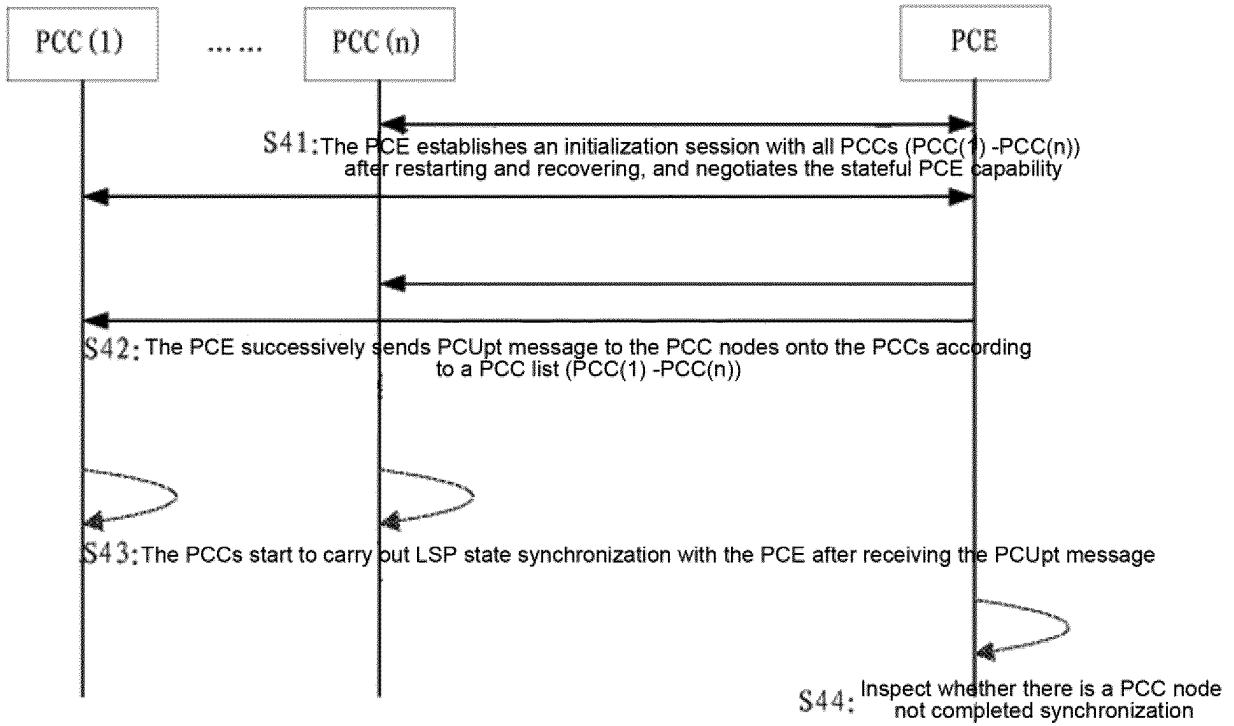 PCC(1)
......
PCC(n)
PCE
S41:The PCE establishes an initialization session with all PCCs (PCC(1) -PCC(n))
after restarting and recovering, and negotiates the stateful PCE capability
S42: The PCE successively sends PCUpt message to the PCC nodes onto the PCCs according
to a PCC list (PCC(1) -PCC(n))
S43:The PCCs start to carry out LSP state synchronization with the PCE after receiving the PCUpt message
S44: Inspect whether there is a PCC node
not completed synchronization